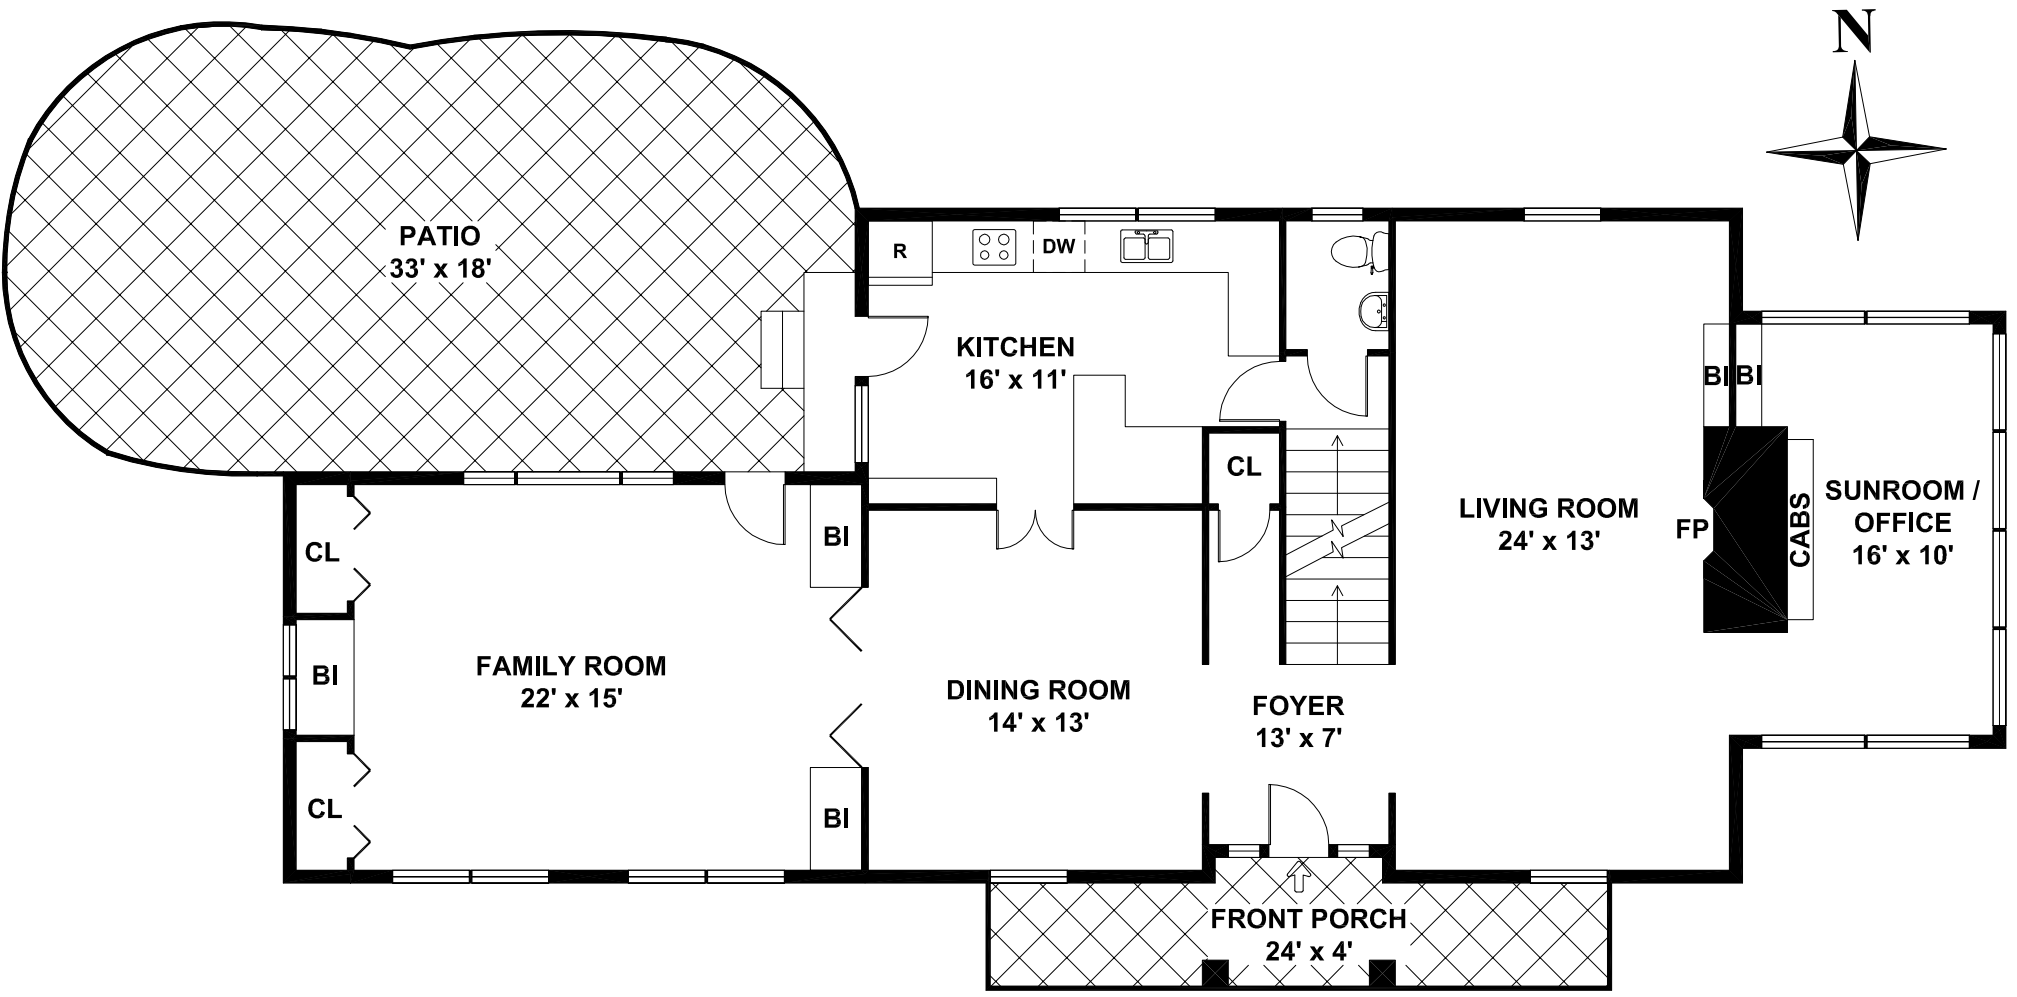 N
PATIO
33' x 18'
R
DW
KITCHEN
16' x 11'
BI
BI
CL
CL
BI
LIVING ROOM
24' x 13'
FP
CABS
SUNROOM /
OFFICE
16' x 10'
FAMILY ROOM
22' x 15'
BI
DINING ROOM
14' x 13'
FOYER
13' x 7'
CL
BI
FRONT PORCH
24' x 4'